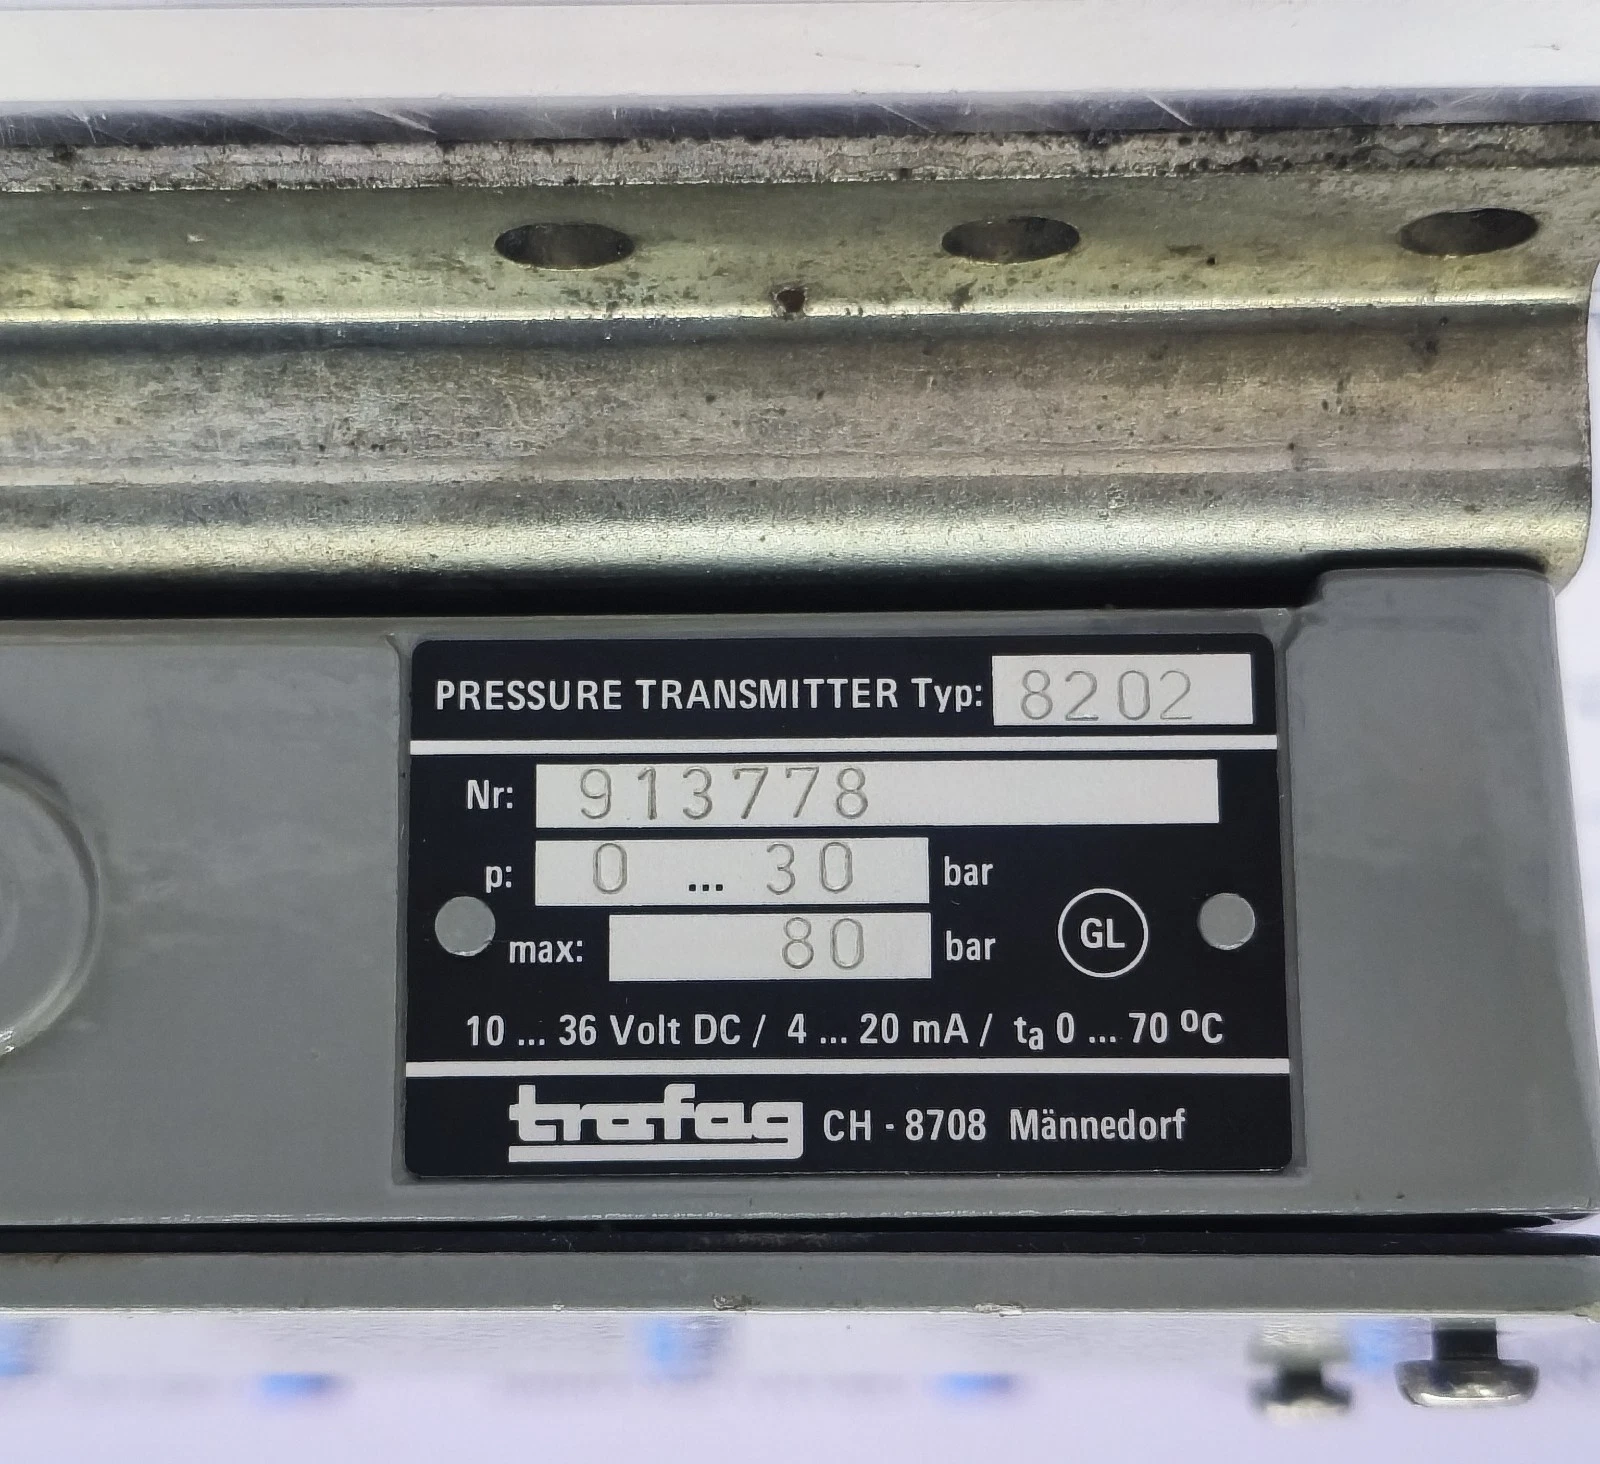 PRESSURE TRANSMITTER Typ: 8202
Nr: 913778
p: 0 ... 30 bar
max: 80 bar
GL
10 ... 36 Volt DC / 4 ... 20 mA / ta 0 ... 70 ºC
trafag CH - 8708 Männedorf